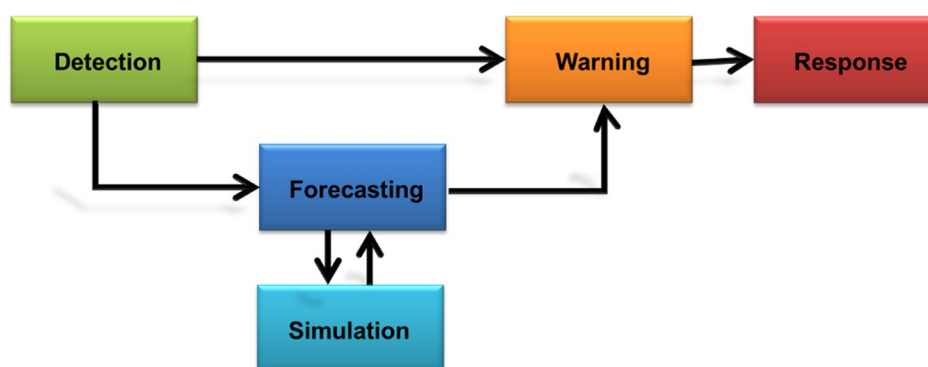 Detection
Warning
Response
Forecasting
Simulation